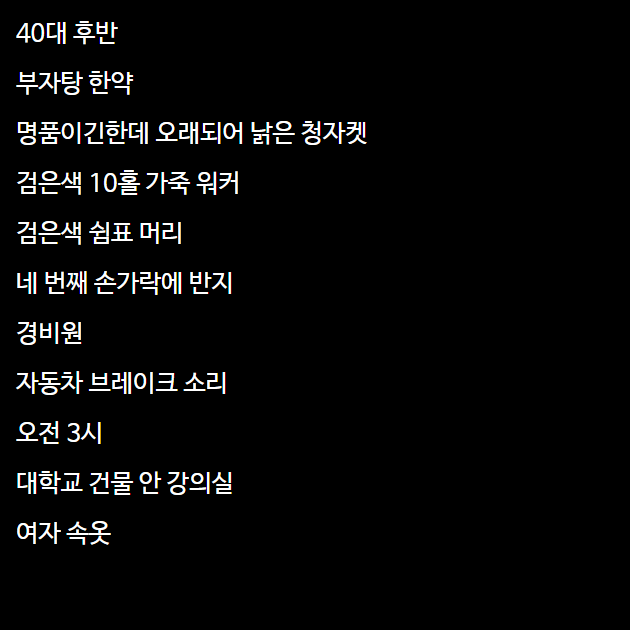 40대 후반
부자탕 한약
명품이긴한데 오래되어 낡은 청자켓
검은색 10홀 가죽 워커
검은색 쉼표 머리
네 번째 손가락에 반지
경비원
자동차 브레이크 소리
오전 3시
대학교 건물 안 강의실
여자 속옷